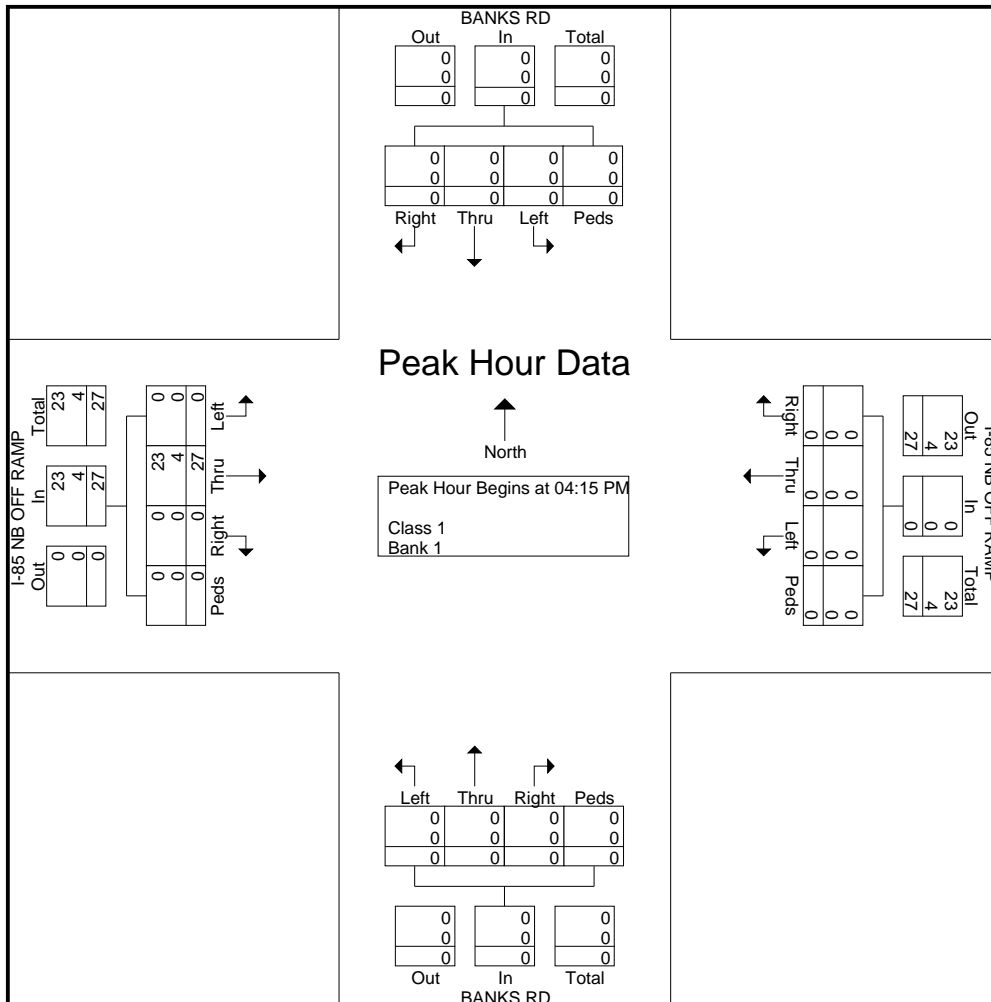 BANKS RD
Out In Total
0 0 0
0 0 0
0 0 0
0 0 0 0
0 0 0 0
0 0 0 0
Right Thru Left Peds
Peak Hour Data
North
Peak Hour Begins at 04:15 PM
Class 1
Bank 1
I-85 NB OFF RAMP
Total In Out
23 23 0
4 4 0
27 27 0
0 23 0 0
0 4 0 0
0 27 0 0
Left Thru Right Peds
Right Thru Left Peds
0 0 0 0
0 0 0 0
0 0 0 0
23 0 23
4 0 4
27 0 27
Out In Total
I-85 NB OFF RAMP
Left Thru Right Peds
0 0 0 0
0 0 0 0
0 0 0 0
0 0 0
0 0 0
0 0 0
Out In Total
BANKS RD